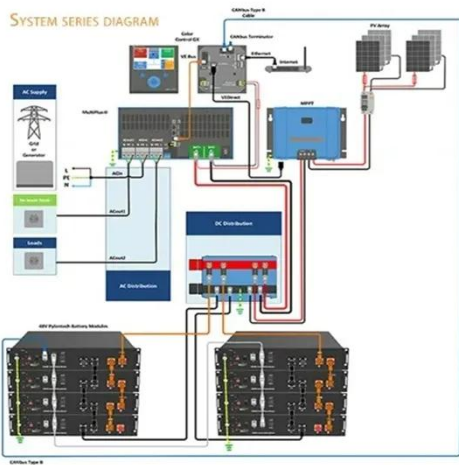 SYSTEM SERIES DIAGRAM
CANbus Type B
Cable
Color
Control GX
CANbus Terminator
VE Bus
Ethernet
Internet
PV Array
AC Supply
Grid
or
Generator
MultiPlus-II
VE.Direct
MPPT
L
PE
N
ACin
ACout1
ACout2
Loads
AC Distribution
DC Distribution
48V Pylontech Battery Modules
CANbus Type B